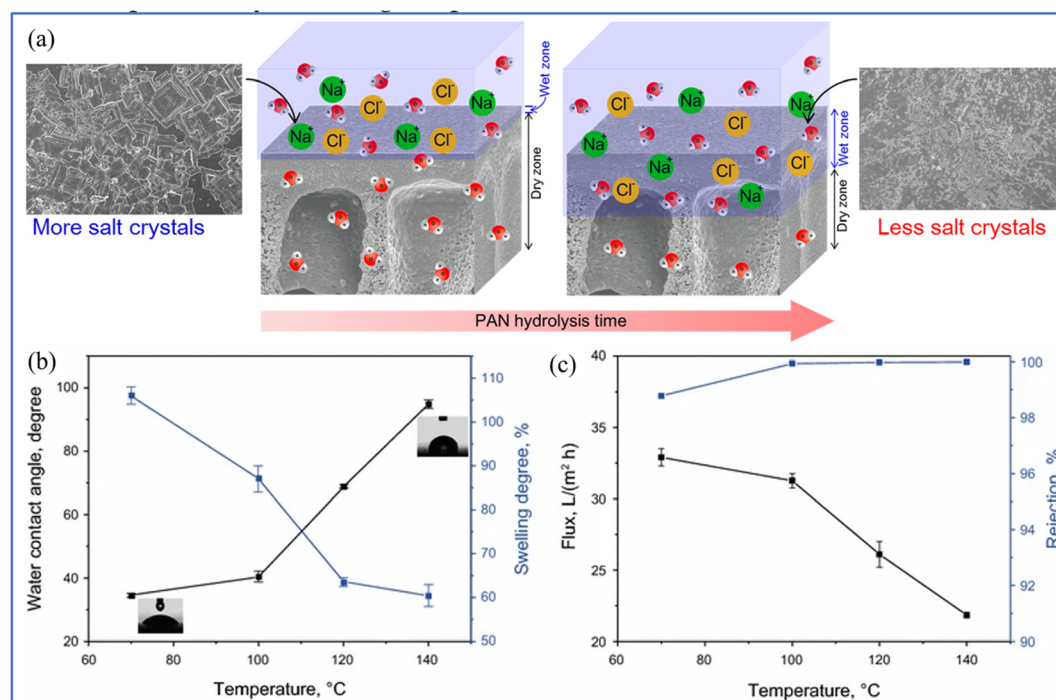 (a)
Wet zone
Na+
Cl-
Na+
Na+
Cl-
Na+
Cl-
Dry zone
More salt crystals
Cl-
Na+
Na+
Cl-
Na+
Na+
Cl-
Cl-
Cl-
Na+
Wet zone
Dry zone
Less salt crystals
PAN hydrolysis time
(b)
Water contact angle, degree
100
80
60
40
20
110
100
90
80
70
60
50
Swelling degree, %
60
80
100
120
140
Temperature, °C
(c)
Flux, L/(m² h)
40
35
30
25
20
100
98
96
94
92
90
Rejection, %
60
80
100
120
140
Temperature, °C